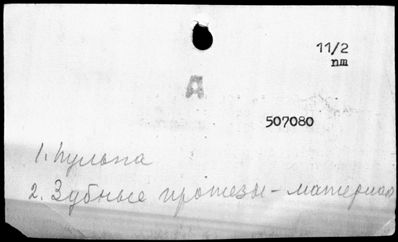 11/2
пш
А
507080
1. Пульпа
2. Зубные протезы - материал